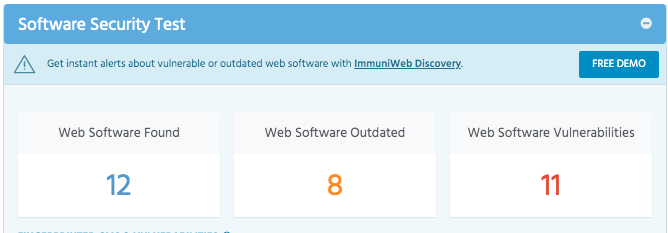 Software Security Test
Get instant alerts about vulnerable or outdated web software with ImmuniWeb Discovery.
FREE DEMO
Web Software Found
Web Software Outdated
Web Software Vulnerabilities
12
8
11